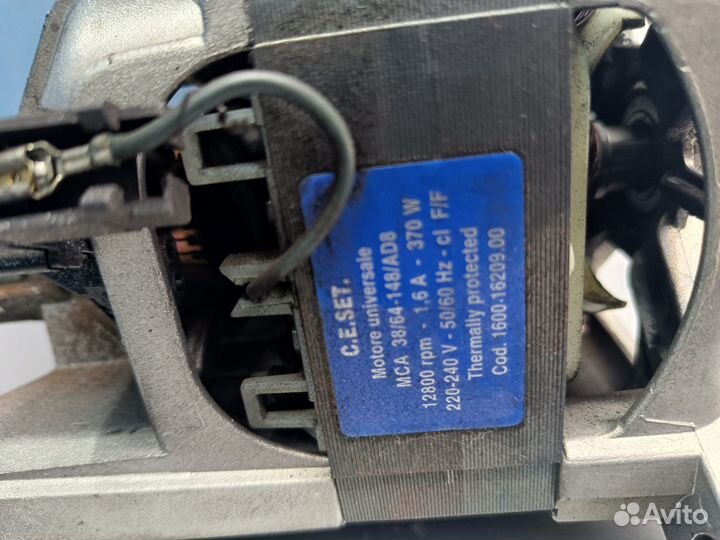 C.E.SET.
Motore universale
MCA 38/64-148/AD8
12800 rpm - 1,6 A - 370 W
220-240 V - 50/60 Hz - cl F/F
Thermally protected
Cod. 1600.16209.00
Avito